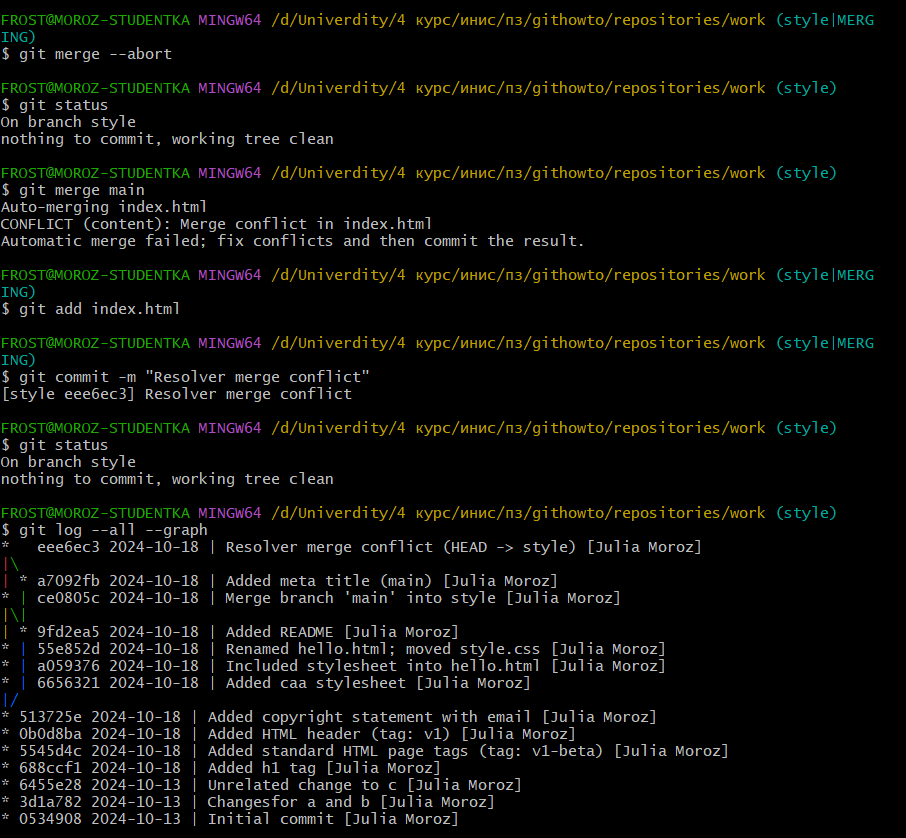 FROST@MOROZ-STUDENTKA MINGW64 /d/Univerdity/4 курс/инис/пз/githowto/repositories/work (style|MERG
ING)
$ git merge --abort
FROST@MOROZ-STUDENTKA MINGW64 /d/Univerdity/4 курс/инис/пз/githowto/repositories/work (style)
$ git status
On branch style
nothing to commit, working tree clean
FROST@MOROZ-STUDENTKA MINGW64 /d/Univerdity/4 курс/инис/пз/githowto/repositories/work (style)
$ git merge main
Auto-merging index.html
CONFLICT (content): Merge conflict in index.html
Automatic merge failed; fix conflicts and then commit the result.
FROST@MOROZ-STUDENTKA MINGW64 /d/Univerdity/4 курс/инис/пз/githowto/repositories/work (style|MERG
ING)
$ git add index.html
FROST@MOROZ-STUDENTKA MINGW64 /d/Univerdity/4 курс/инис/пз/githowto/repositories/work (style|MERG
ING)
$ git commit -m "Resolver merge conflict"
[style eee6ec3] Resolver merge conflict
FROST@MOROZ-STUDENTKA MINGW64 /d/Univerdity/4 курс/инис/пз/githowto/repositories/work (style)
$ git status
On branch style
nothing to commit, working tree clean
FROST@MOROZ-STUDENTKA MINGW64 /d/Univerdity/4 курс/инис/пз/githowto/repositories/work (style)
$ git log --all --graph
*   eee6ec3 2024-10-18 | Resolver merge conflict (HEAD -> style) [Julia Moroz]
|\
| * a7092fb 2024-10-18 | Added meta title (main) [Julia Moroz]
* | ce0805c 2024-10-18 | Merge branch 'main' into style [Julia Moroz]
|\|
| * 9fd2ea5 2024-10-18 | Added README [Julia Moroz]
* | 55e852d 2024-10-18 | Renamed hello.html; moved style.css [Julia Moroz]
* | a059376 2024-10-18 | Included stylesheet into hello.html [Julia Moroz]
* | 6656321 2024-10-18 | Added caa stylesheet [Julia Moroz]
|/
* 513725e 2024-10-18 | Added copyright statement with email [Julia Moroz]
* 0b0d8ba 2024-10-18 | Added HTML header (tag: v1) [Julia Moroz]
* 5545d4c 2024-10-18 | Added standard HTML page tags (tag: v1-beta) [Julia Moroz]
* 688ccf1 2024-10-18 | Added h1 tag [Julia Moroz]
* 6455e28 2024-10-13 | Unrelated change to c [Julia Moroz]
* 3d1a782 2024-10-13 | Changesfor a and b [Julia Moroz]
* 0534908 2024-10-13 | Initial commit [Julia Moroz]